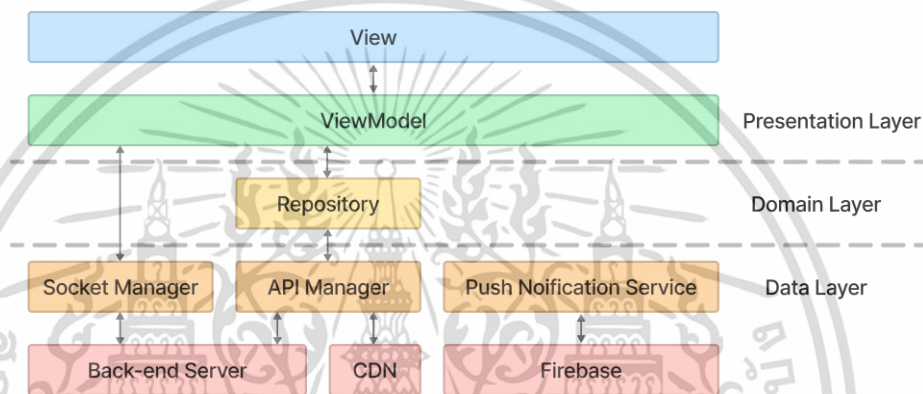 View
ViewModel
Presentation Layer
Repository
Domain Layer
Socket Manager
API Manager
Push Noification Service
Data Layer
Back-end Server
CDN
Firebase